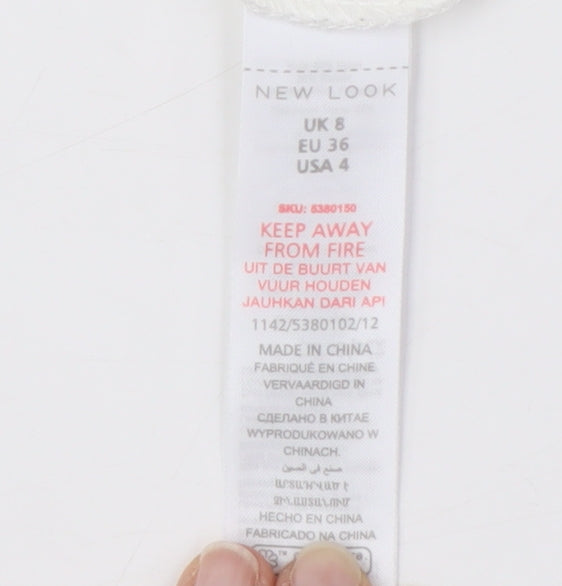 NEW LOOK
UK 8
EU 36
USA 4
SKU: 5380150
KEEP AWAY
FROM FIRE
UIT DE BUURT VAN
VUUR HOUDEN
JAUHKAN DARI API
1142/5380102/12
MADE IN CHINA
FABRIQUÉ EN CHINE
VERVAARDIGD IN
CHINA
СДЕЛАНО В КИТАЕ
WYPRODUKOWANO W
CHINACH.
صنع في الصين
HECHO EN CHINA
FABRICADO NA CHINA